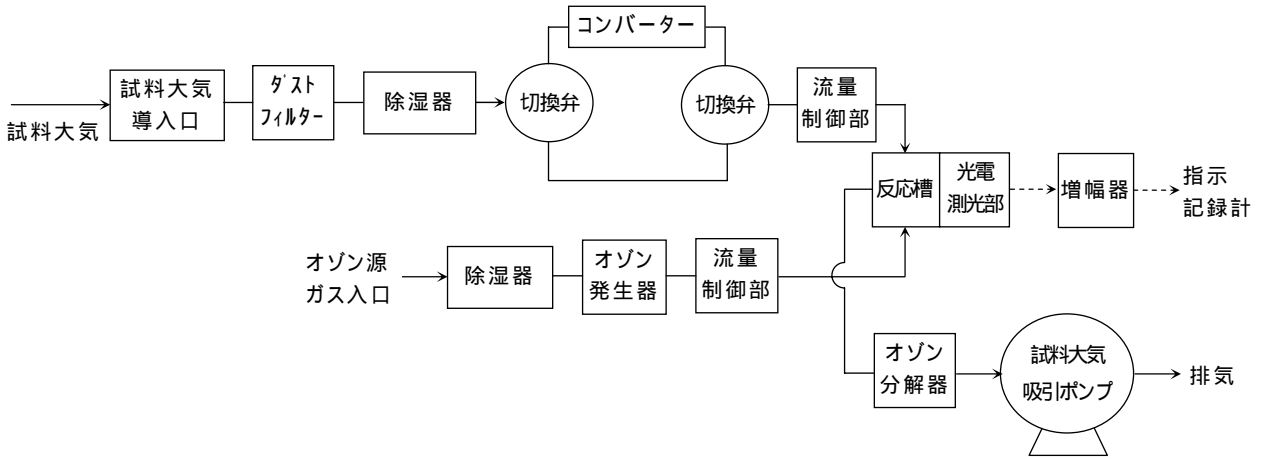 コンバーター
試料大気
導入口
ダスト
フィルター
除湿器
切換弁
切換弁
流量
制御部
試料大気
反応槽
光電
測光部
増幅器
指示
記録計
オゾン源
ガス入口
除湿器
オゾン
発生器
流量
制御部
オゾン
分解器
試料大気
吸引ポンプ
排気